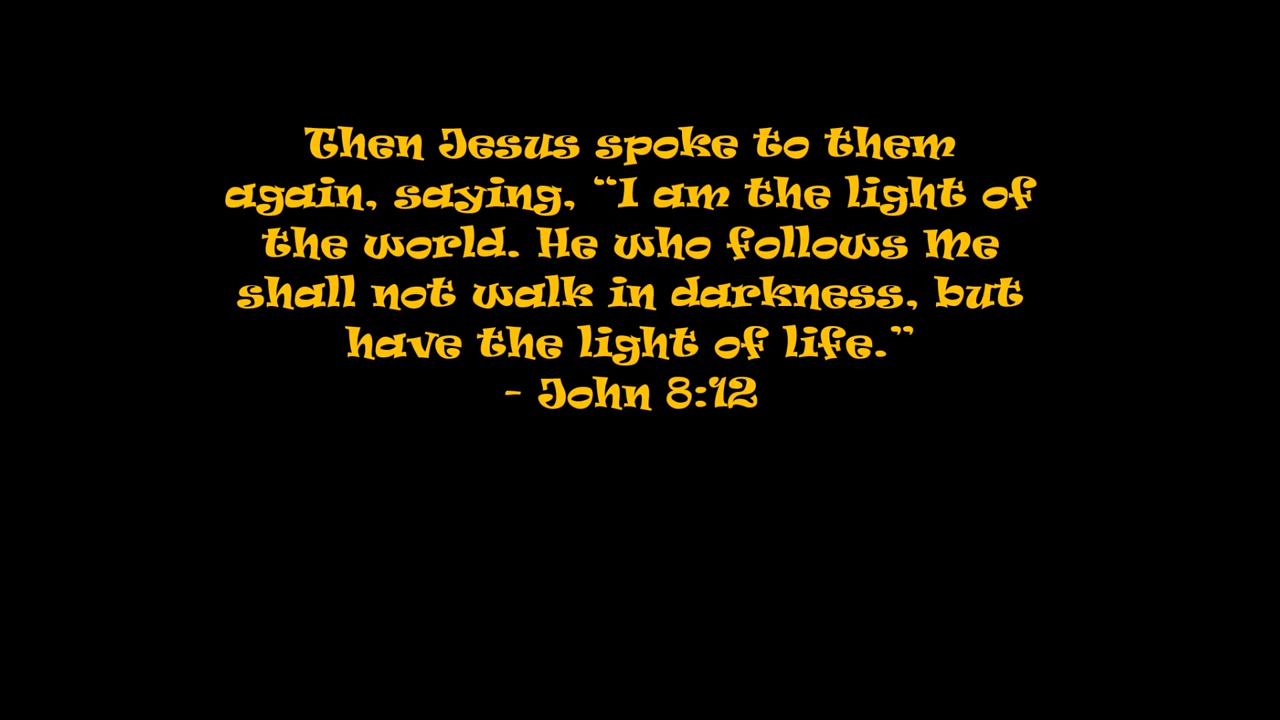 Then Jesus spoke to them
again, saying, “I am the light of
the world. He who follows Me
shall not walk in darkness, but
have the light of life.”
- John 8:12